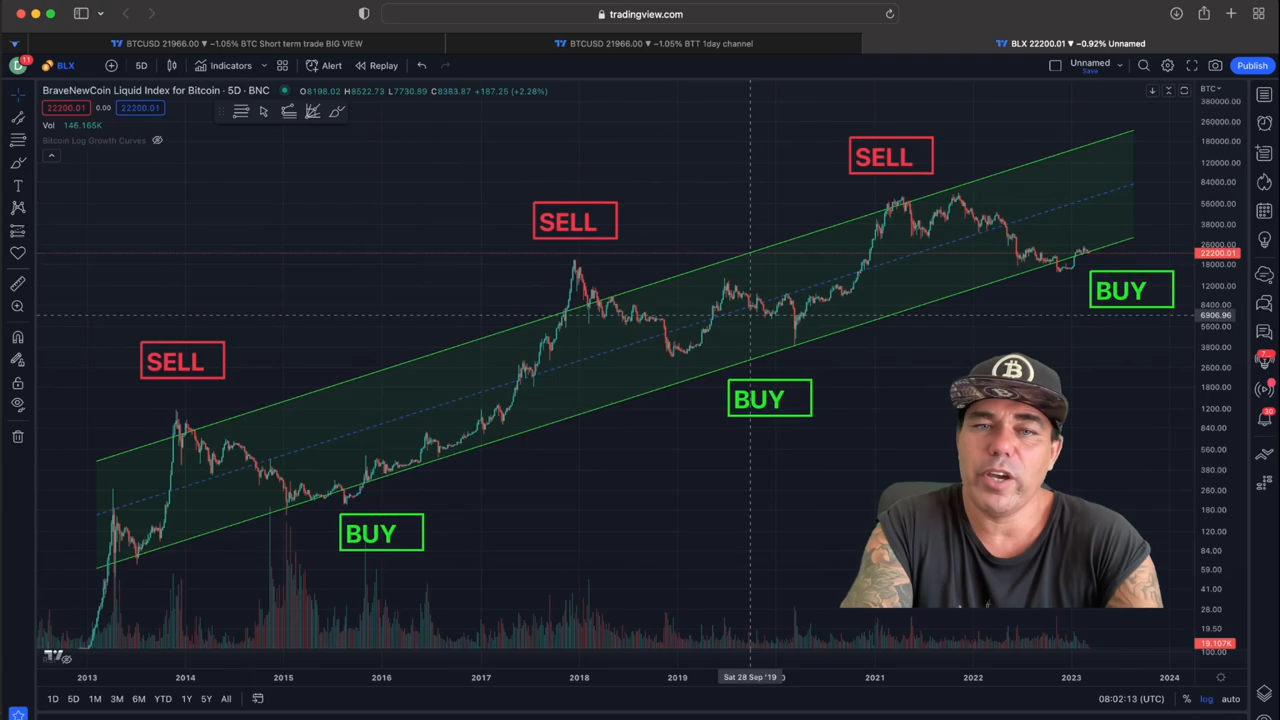 tradingview.com
BTCUSD 21966.00 ▼ −1.05% BTC Short term trade BIG VIEW
BTCUSD 21966.00 ▼ −1.05% BTT 1day channel
BLX 22200.01 ▼ −0.92% Unnamed
11
BLX
5D
Indicators
Alert
Replay
Unnamed
Save
Publish
BraveNewCoin Liquid Index for Bitcoin · 5D · BNC
O8198.02 H8522.73 L7730.89 C8383.87 +187.25 (+2.28%)
BTC
22200.01 0.00 22200.01
Vol 146.165K
Bitcoin Log Growth Curves
380000.00
260000.00
180000.00
120000.00
84000.00
56000.00
38000.00
26000.00
22200.01
18000.00
12000.00
8400.00
6906.96
5600.00
3800.00
2600.00
1800.00
1200.00
840.00
560.00
380.00
260.00
180.00
120.00
84.00
59.00
41.00
28.00
19.50
19.107K
100.00
SELL
SELL
SELL
BUY
BUY
BUY
B
30
2013 2014 2015 2016 2017 2018 2019 Sat 28 Sep '19 2021 2022 2023 2024
1D 5D 1M 3M 6M YTD 1Y 5Y All
08:02:13 (UTC) % log auto